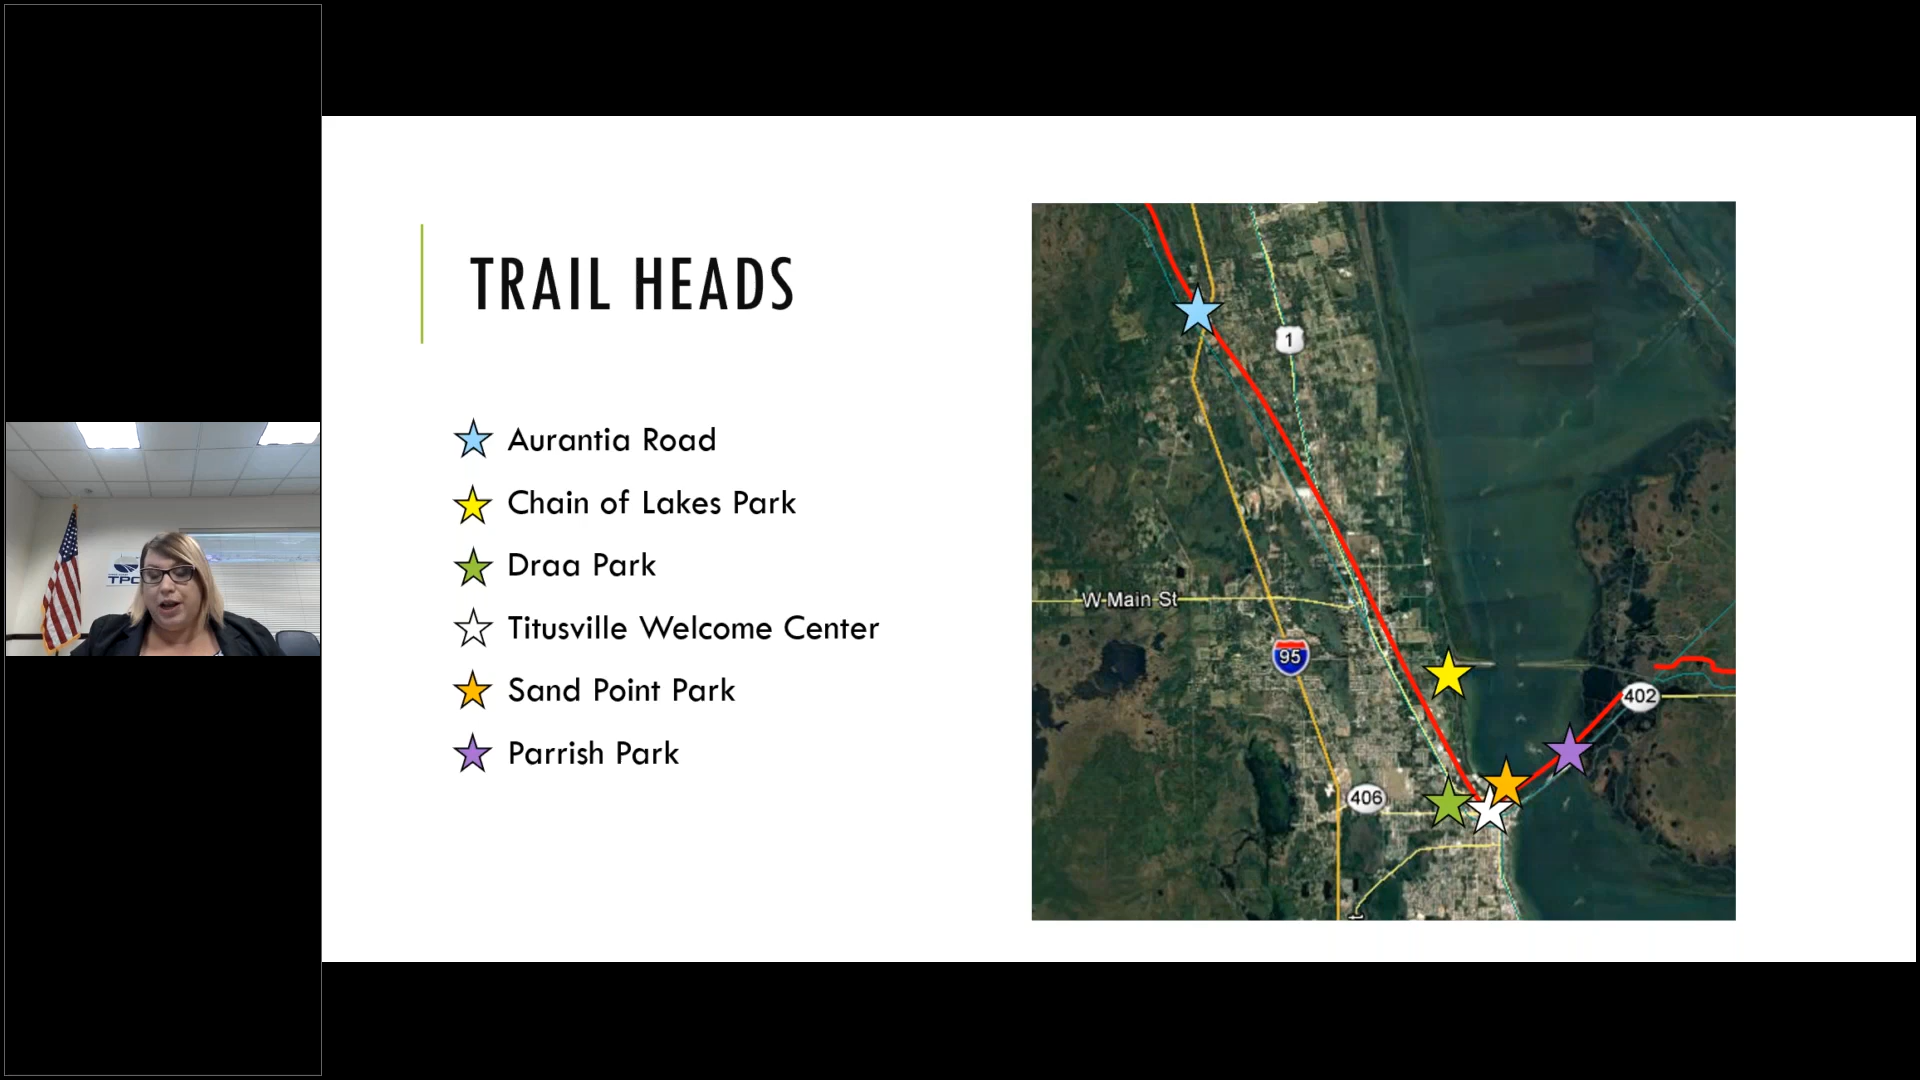 TRAIL HEADS
Aurantia Road
Chain of Lakes Park
Draa Park
Titusville Welcome Center
Sand Point Park
Parrish Park
1
W Main St
95
402
406